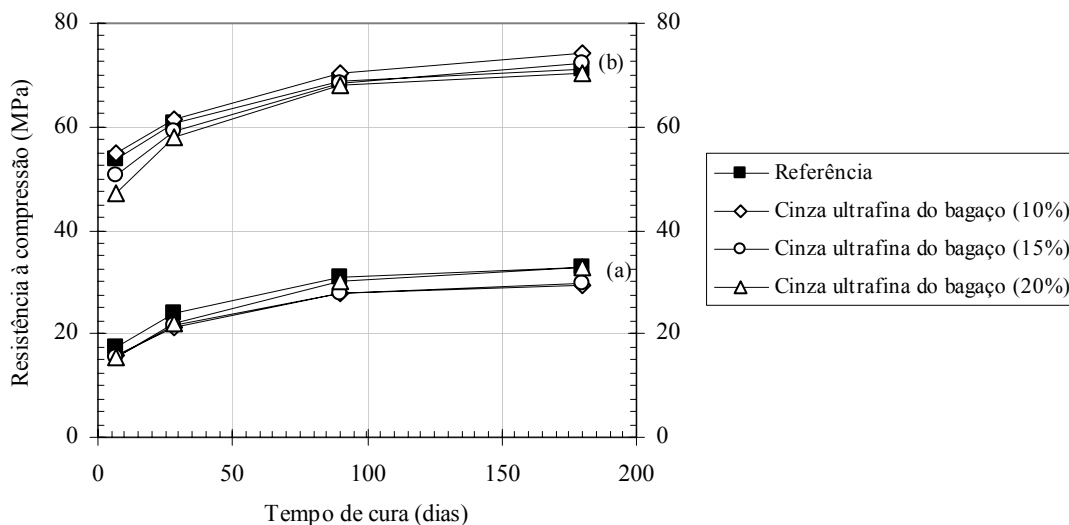 Resistência à compressão (MPa)
80
60
40
20
0
80
60
40
20
0
(b)
(a)
0
50
100
150
200
Tempo de cura (dias)
Referência
Cinza ultrafina do bagaço (10%)
Cinza ultrafina do bagaço (15%)
Cinza ultrafina do bagaço (20%)